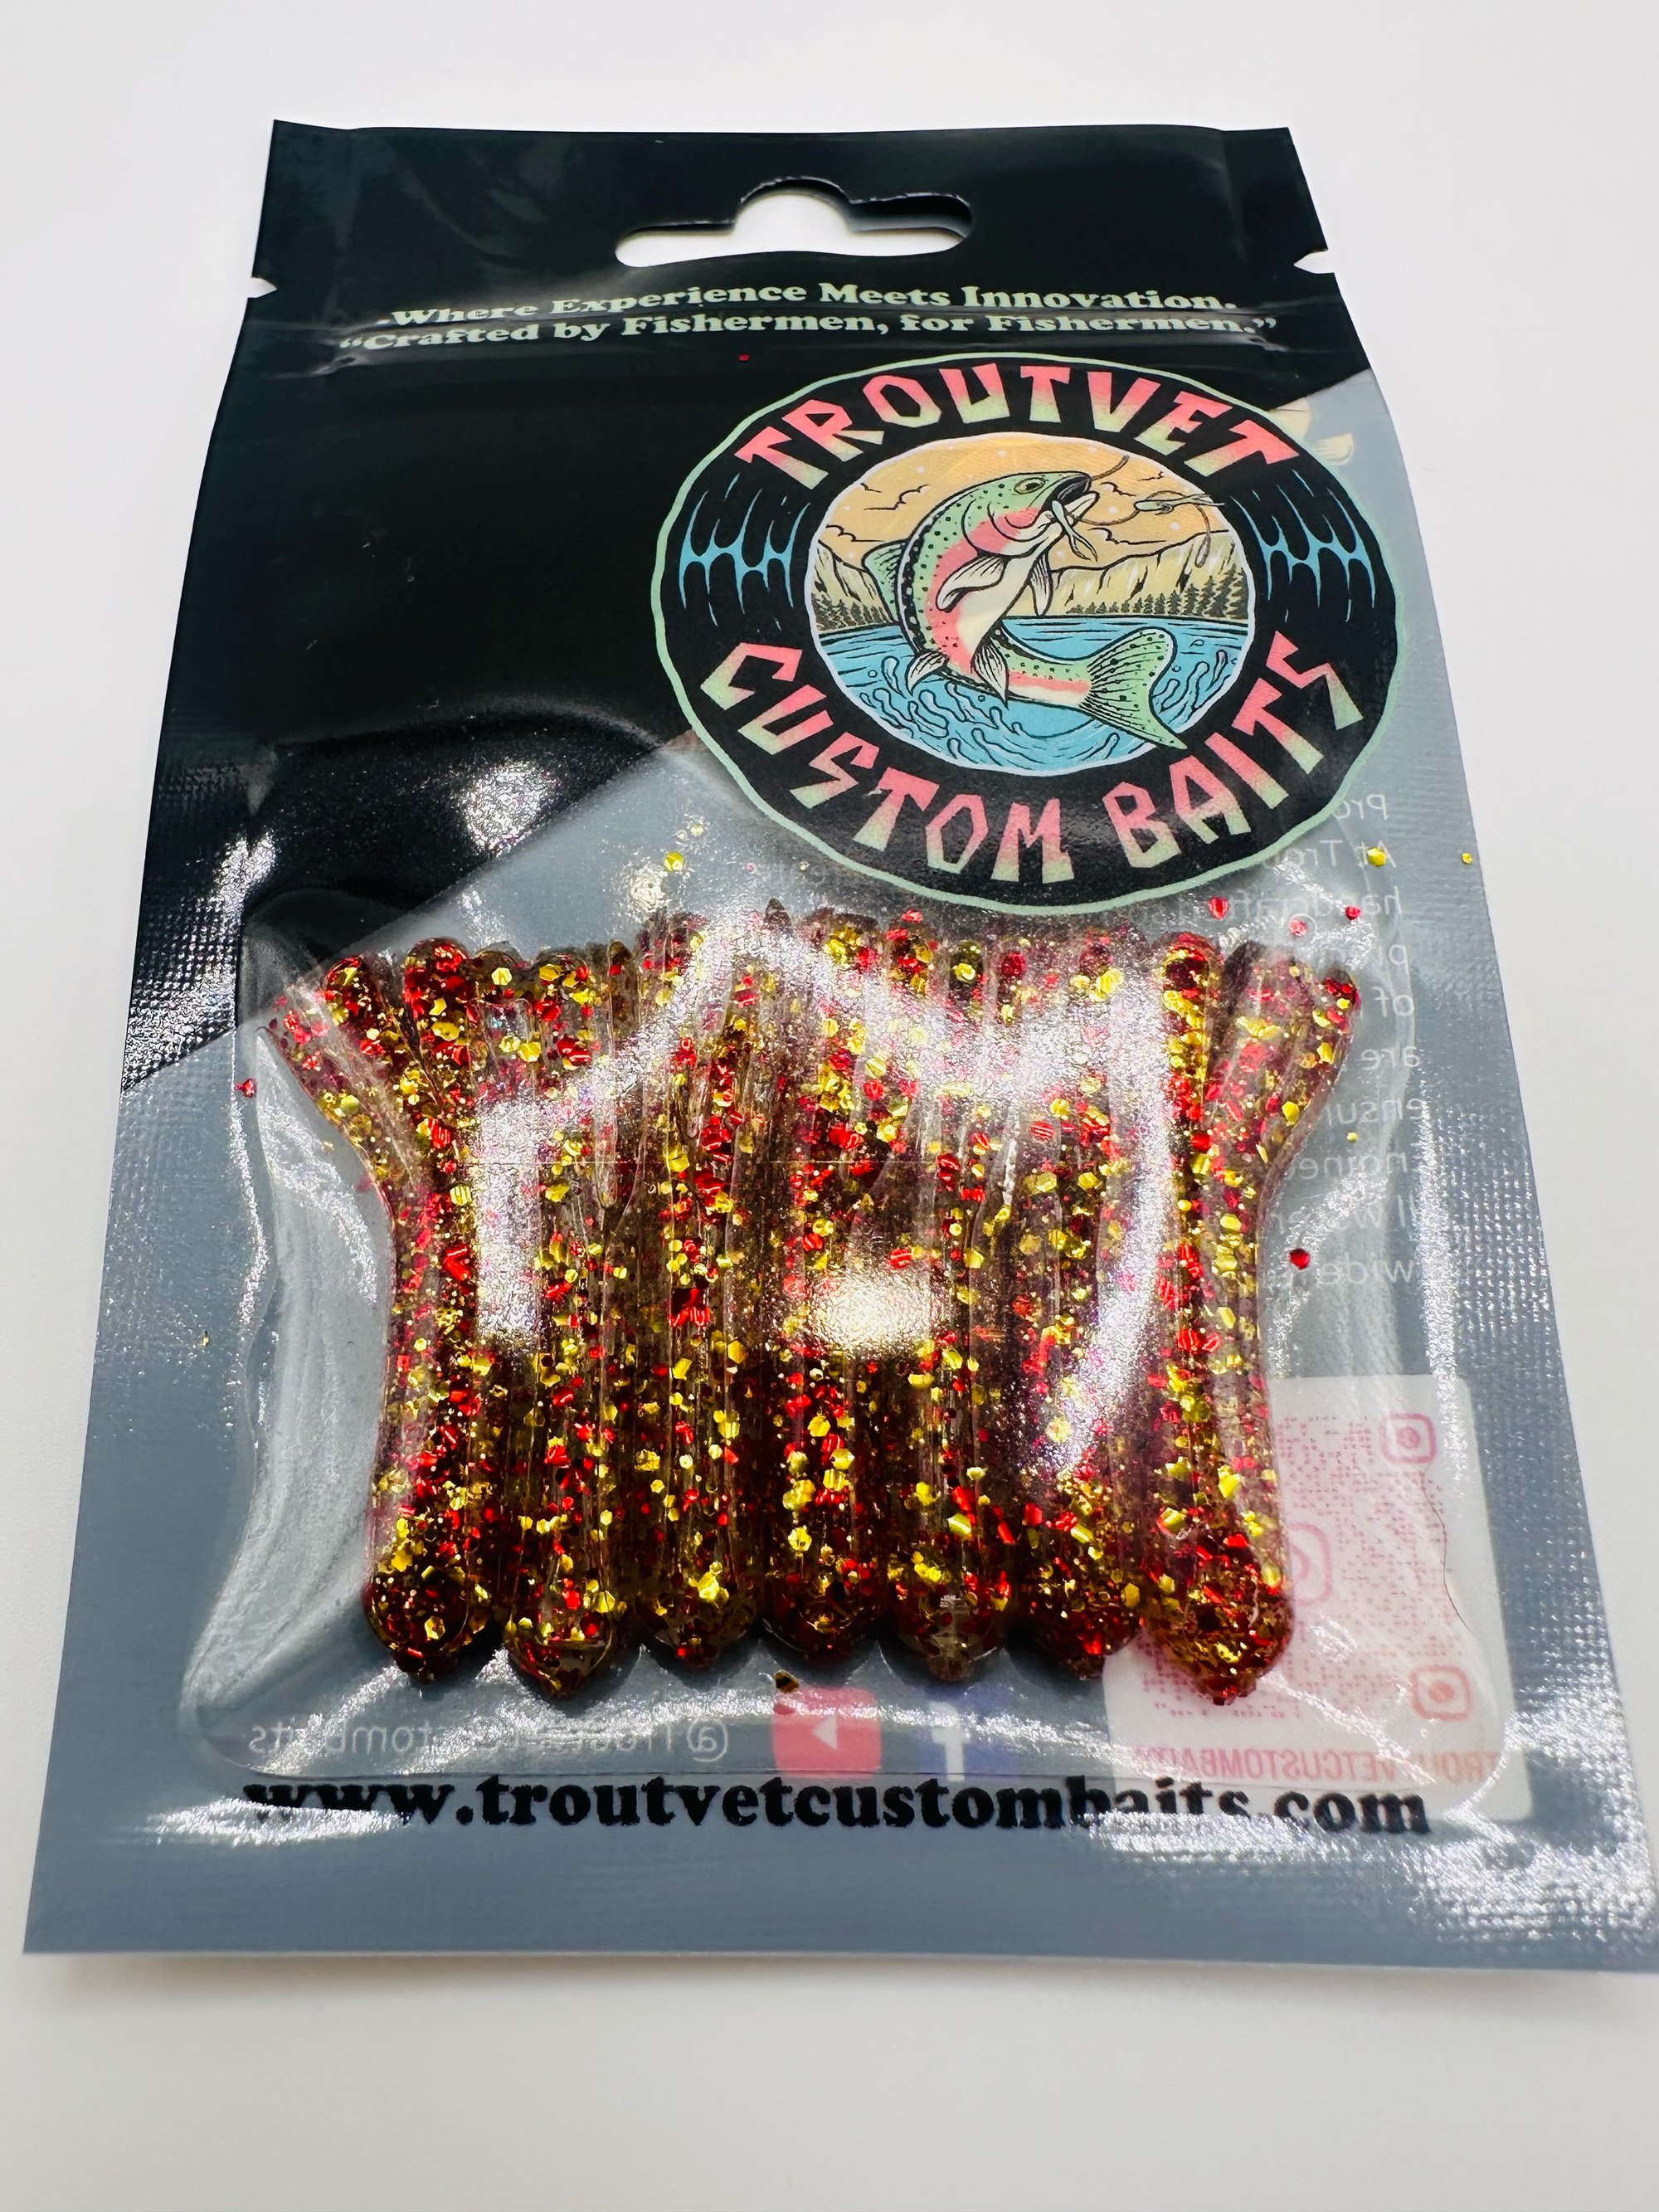 .Where Experience Meets Innovation.
“Crafted by Fishermen, for Fishermen.”
TROUTVET
CUSTOM BAITS
www.troutvetcustombaits.com